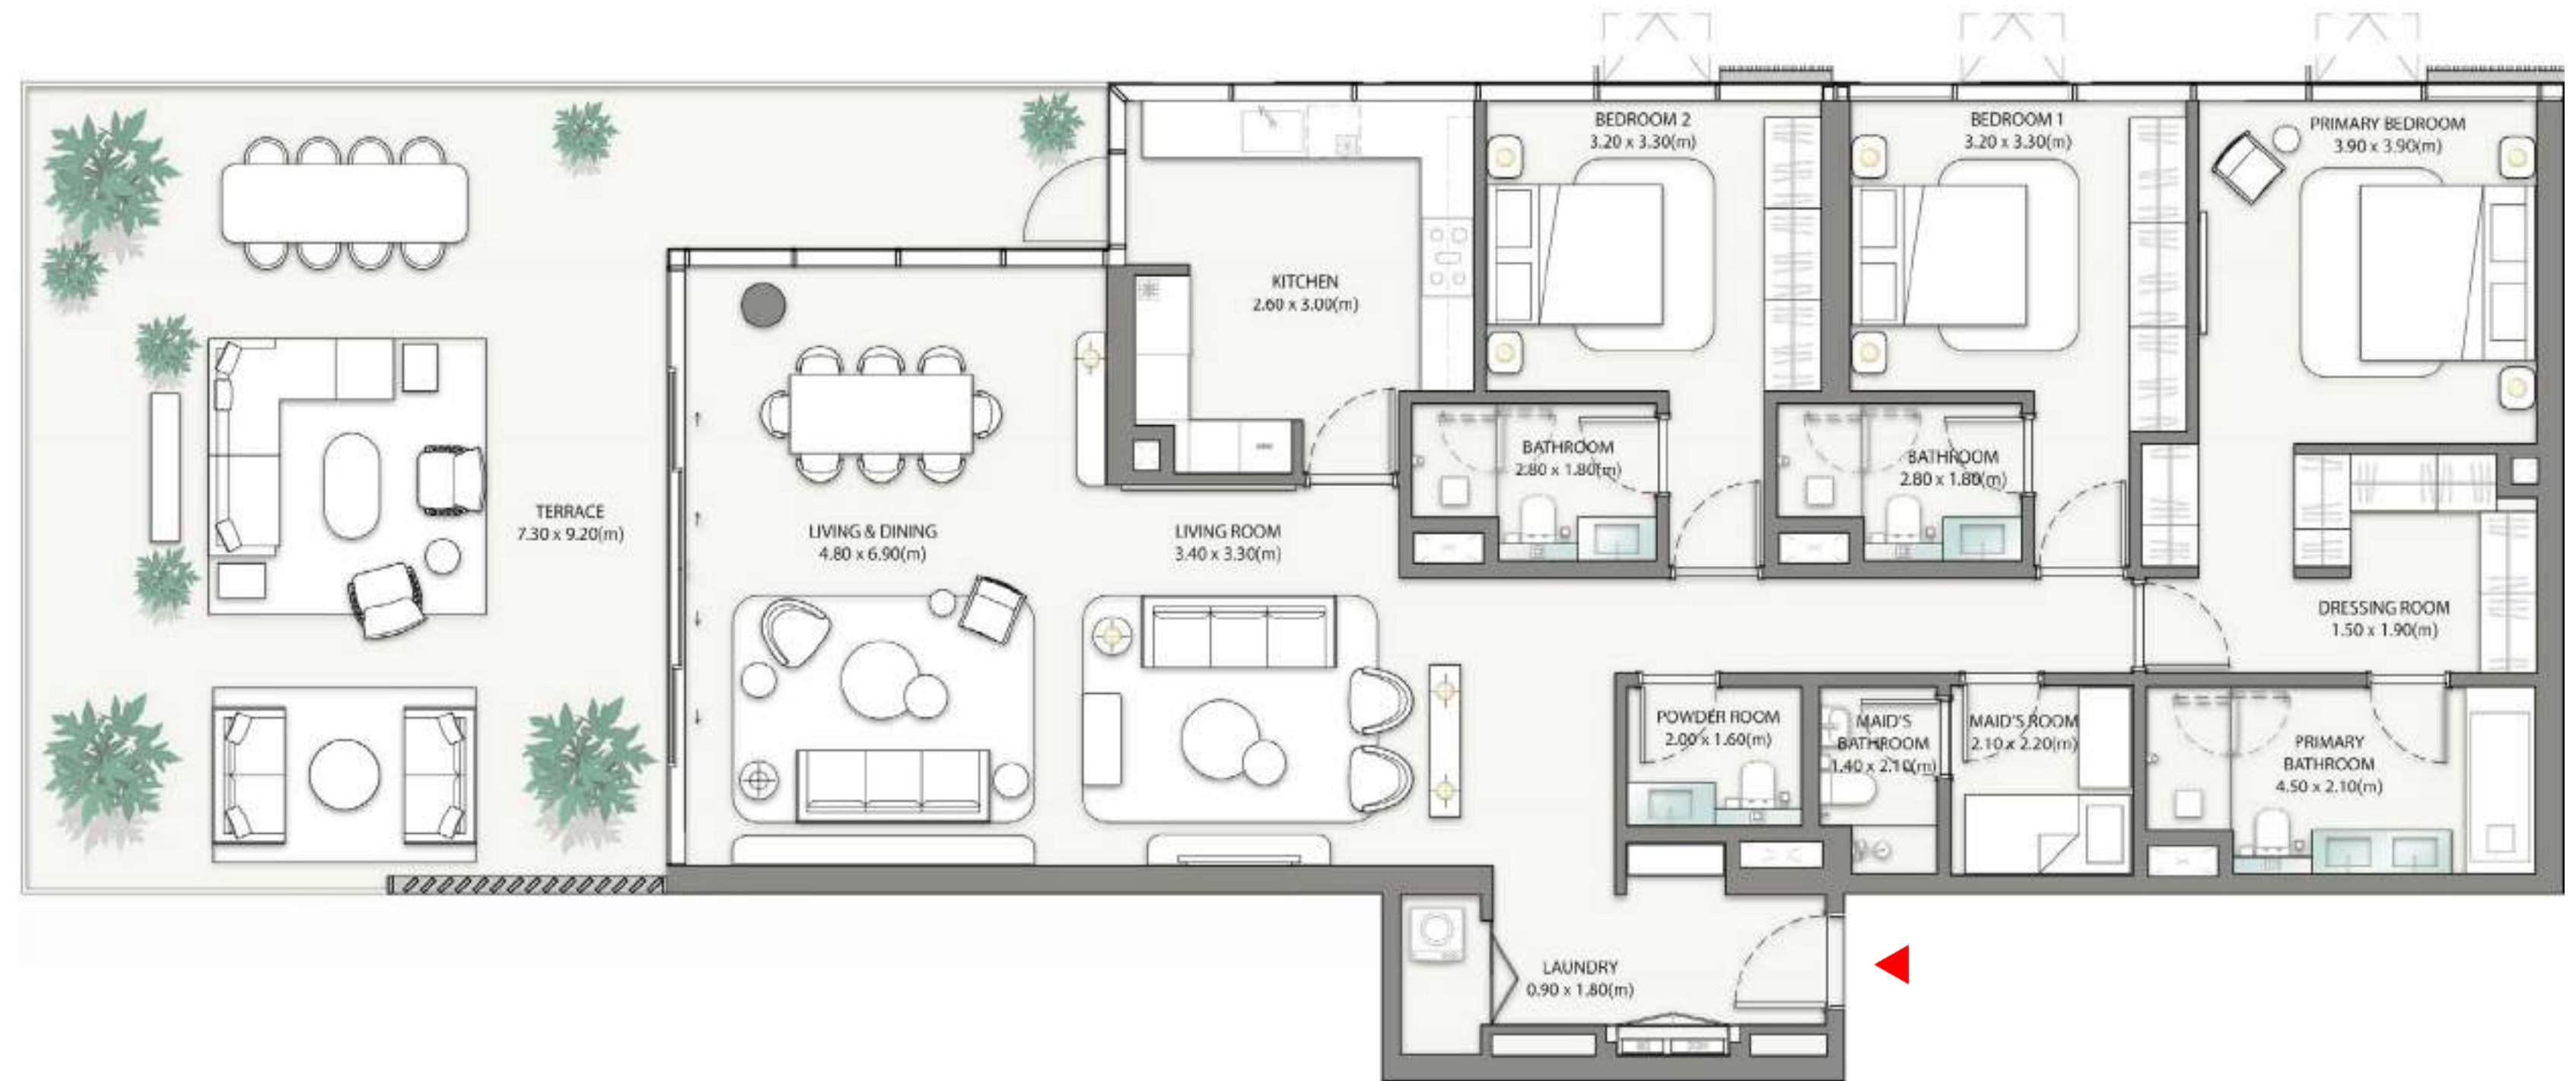 BEDROOM 2
3.20 x 3.30(m)
BEDROOM 1
3.20 x 3.30(m)
PRIMARY BEDROOM
3.90 x 3.90(m)
KITCHEN
2.60 x 3.00(m)
BATHROOM
2.80 x 1.80(m)
BATHROOM
2.80 x 1.80(m)
TERRACE
7.30 x 9.20(m)
LIVING & DINING
4.80 x 6.90(m)
LIVING ROOM
3.40 x 3.30(m)
DRESSING ROOM
1.50 x 1.90(m)
POWDER ROOM
2.00 x 1.60(m)
MAID'S
BATHROOM
1.40 x 2.10(m)
MAID'S ROOM
2.10 x 2.20(m)
PRIMARY
BATHROOM
4.50 x 2.10(m)
LAUNDRY
0.90 x 1.80(m)